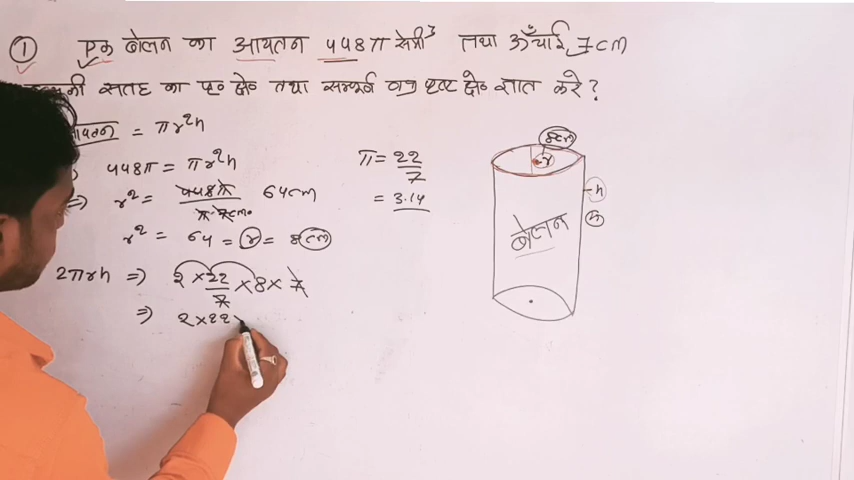 ① एक बेलन का आयतन 448π सेमी³ तथा ऊँचाई 7cm
सतह का पृ० क्षे० तथा सम्पूर्ण वक्र पृष्ट क्षे० ज्ञात करे ?
आयतन = πr²h
448π = πr²h
⇒ r² = 448π / π·7cm. 64cm
r² = 64 = r = 8cm
2πrh ⇒ 2 × 22/7 × 8 × 7
⇒ 2×22×
π = 22/7
= 3.14
8cm
r
h
बेलन